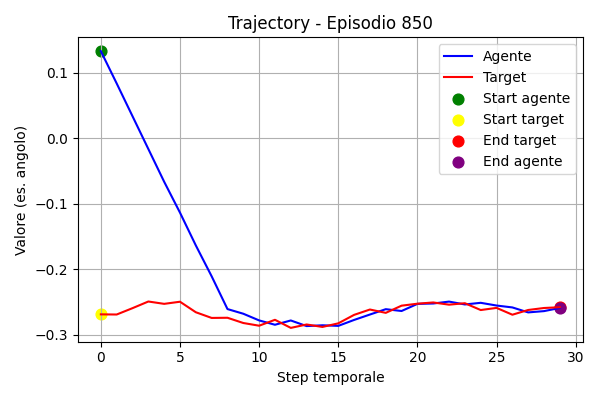 Trajectory - Episodio 850
Agente
Target
Start agente
Start target
End target
End agente
Valore (es. angolo)
0.1
0.0
−0.1
−0.2
−0.3
0 5 10 15 20 25 30
Step temporale